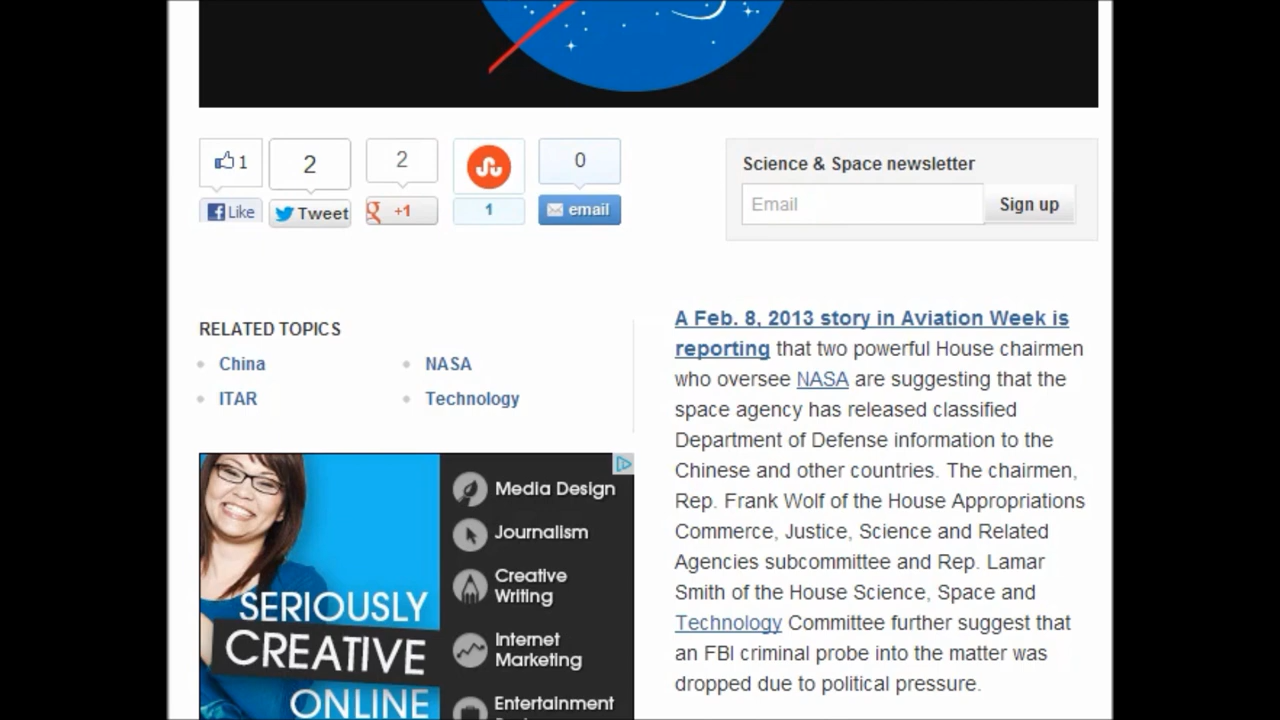 1
2
2
0
Like
Tweet
+1
1
email
Science & Space newsletter
Email
Sign up
RELATED TOPICS
China
NASA
ITAR
Technology
SERIOUSLY
CREATIVE
ONLINE
Media Design
Journalism
Creative
Writing
Internet
Marketing
Entertainment
A Feb. 8, 2013 story in Aviation Week is
reporting that two powerful House chairmen
who oversee NASA are suggesting that the
space agency has released classified
Department of Defense information to the
Chinese and other countries. The chairmen,
Rep. Frank Wolf of the House Appropriations
Commerce, Justice, Science and Related
Agencies subcommittee and Rep. Lamar
Smith of the House Science, Space and
Technology Committee further suggest that
an FBI criminal probe into the matter was
dropped due to political pressure.